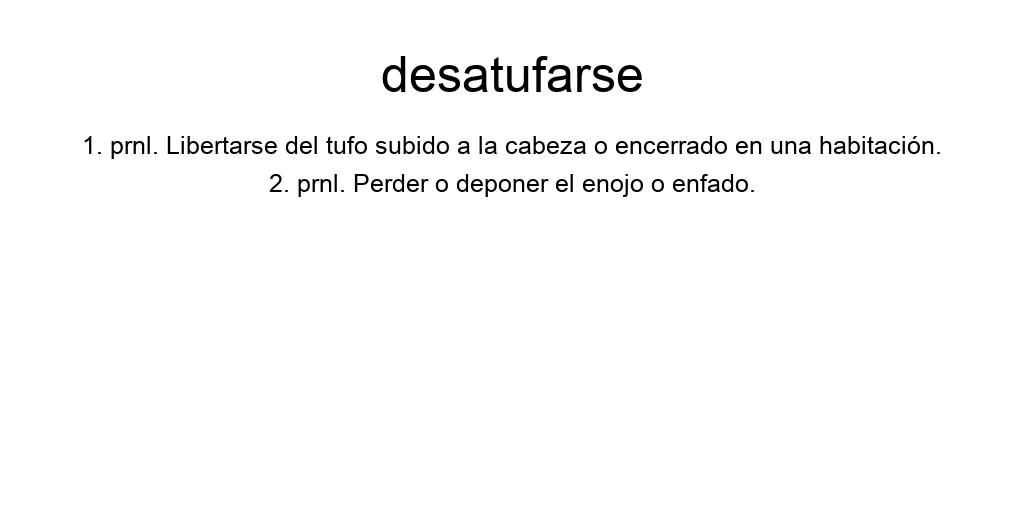 desatufarse
1. prnl. Libertarse del tufo subido a la cabeza o encerrado en una habitación.
2. prnl. Perder o deponer el enojo o enfado.